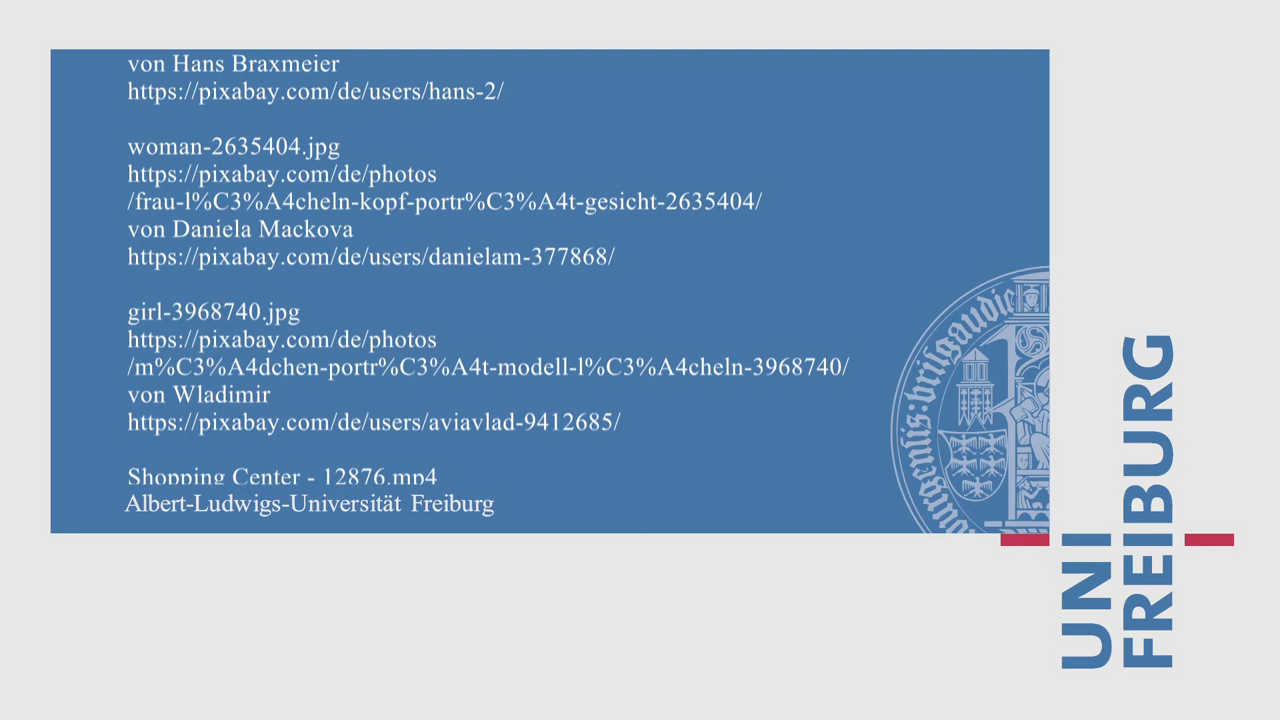 von Hans Braxmeier
https://pixabay.com/de/users/hans-2/
woman-2635404.jpg
https://pixabay.com/de/photos
/frau-l%C3%A4cheln-kopf-portr%C3%A4t-gesicht-2635404/
von Daniela Mackova
https://pixabay.com/de/users/danielam-377868/
girl-3968740.jpg
https://pixabay.com/de/photos
/m%C3%A4dchen-portr%C3%A4t-modell-l%C3%A4cheln-3968740/
von Wladimir
https://pixabay.com/de/users/aviavlad-9412685/
Shopping Center - 12876.mp4
Albert-Ludwigs-Universität Freiburg
UNI
FREIBURG